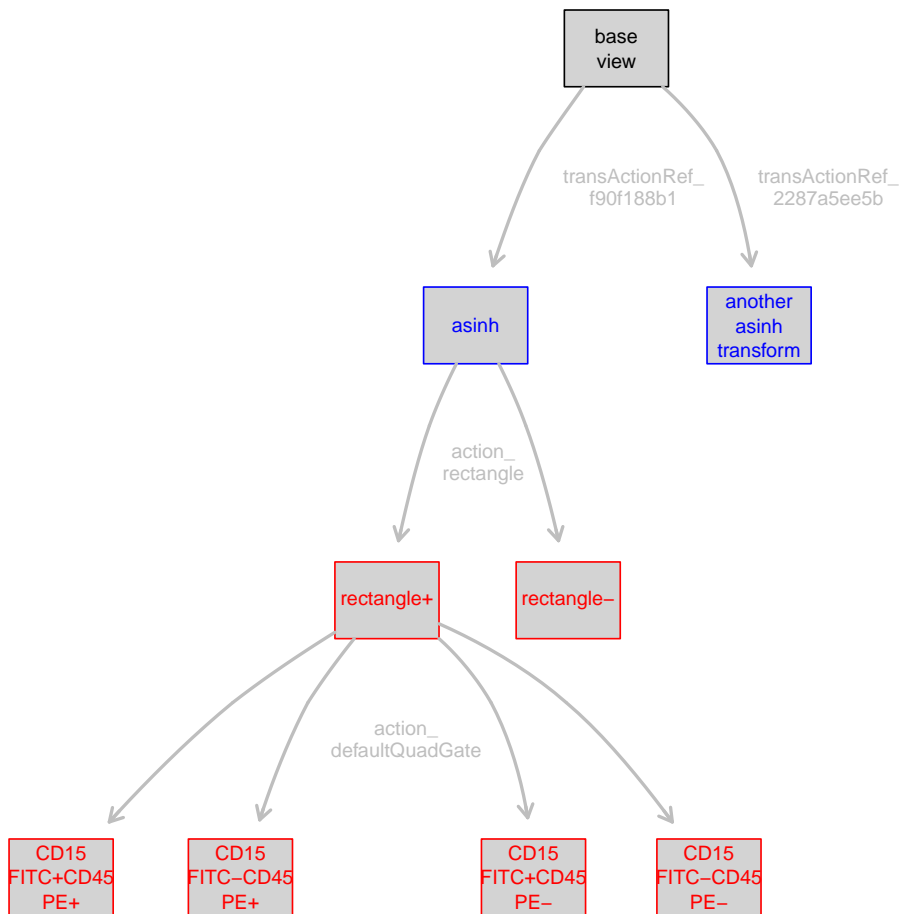 base
view
transActionRef_
f90f188b1
transActionRef_
2287a5ee5b
asinh
another
asinh
transform
action_
rectangle
rectangle+
rectangle−
action_
defaultQuadGate
CD15
FITC+CD45
PE+
CD15
FITC−CD45
PE+
CD15
FITC+CD45
PE−
CD15
FITC−CD45
PE−